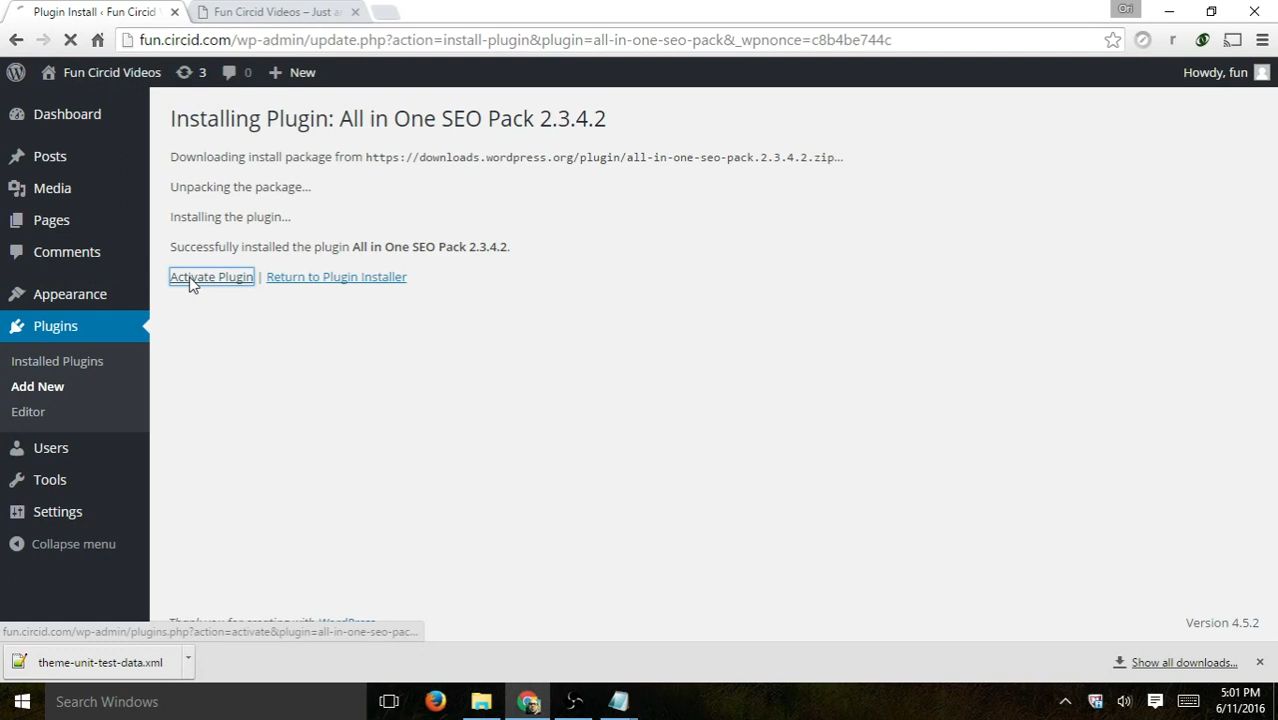 Plugin Install ‹ Fun Circid
Fun Circid Videos – Just a
Ori
fun.circid.com/wp-admin/update.php?action=install-plugin&plugin=all-in-one-seo-pack&_wpnonce=c8b4be744c
Fun Circid Videos 3 0 New
Howdy, fun
Dashboard
Posts
Media
Pages
Comments
Appearance
Plugins
Installed Plugins
Add New
Editor
Users
Tools
Settings
Collapse menu
Installing Plugin: All in One SEO Pack 2.3.4.2
Downloading install package from https://downloads.wordpress.org/plugin/all-in-one-seo-pack.2.3.4.2.zip…
Unpacking the package…
Installing the plugin…
Successfully installed the plugin All in One SEO Pack 2.3.4.2.
Activate Plugin | Return to Plugin Installer
Thank you for creating with WordPress
Version 4.5.2
fun.circid.com/wp-admin/plugins.php?action=activate&plugin=all-in-one-seo-pac...
theme-unit-test-data.xml
Show all downloads...
Search Windows
5:01 PM
6/11/2016